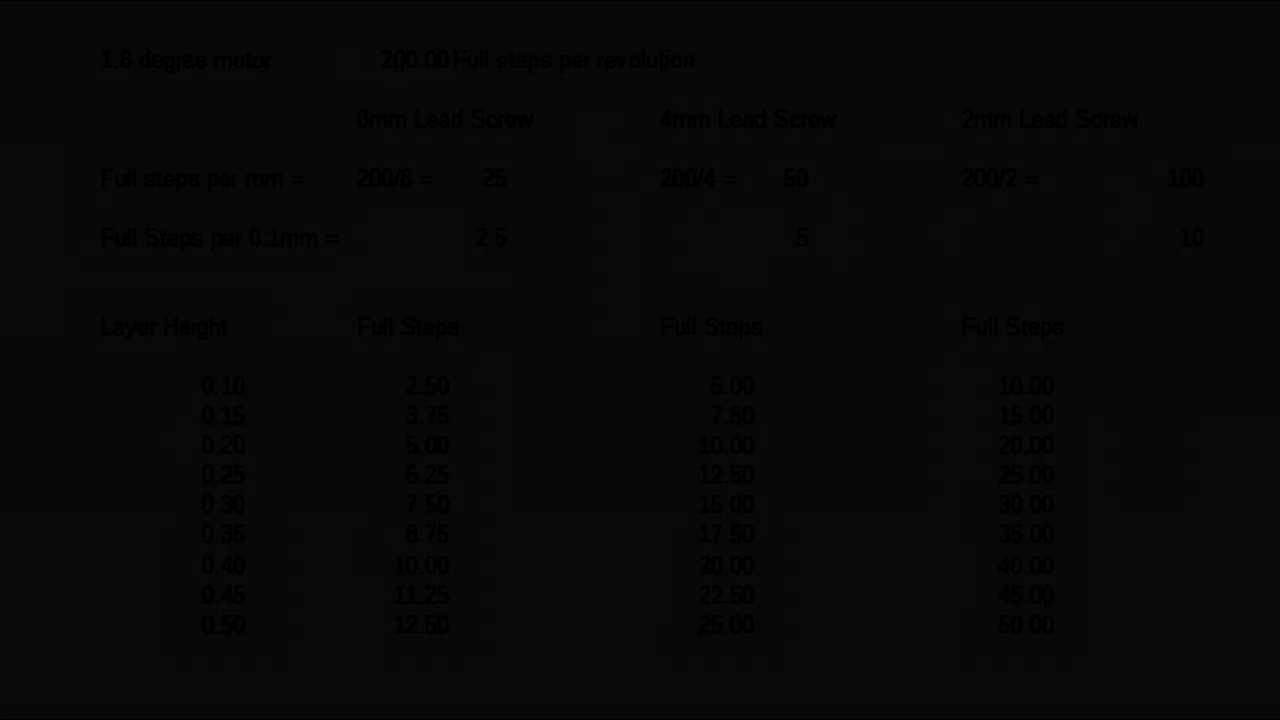 1.8 degree motor 200.00 Full steps per revolution
8mm Lead Screw 4mm Lead Screw 2mm Lead Screw
Full steps per mm = 200/8 = 25 200/4 = 50 200/2 = 100
Full Steps per 0.1mm = 2.5 5 10
Layer Height Full Steps Full Steps Full Steps
0.10 2.50 5.00 10.00
0.15 3.75 7.50 15.00
0.20 5.00 10.00 20.00
0.25 6.25 12.50 25.00
0.30 7.50 15.00 30.00
0.35 8.75 17.50 35.00
0.40 10.00 20.00 40.00
0.45 11.25 22.50 45.00
0.50 12.50 25.00 50.00